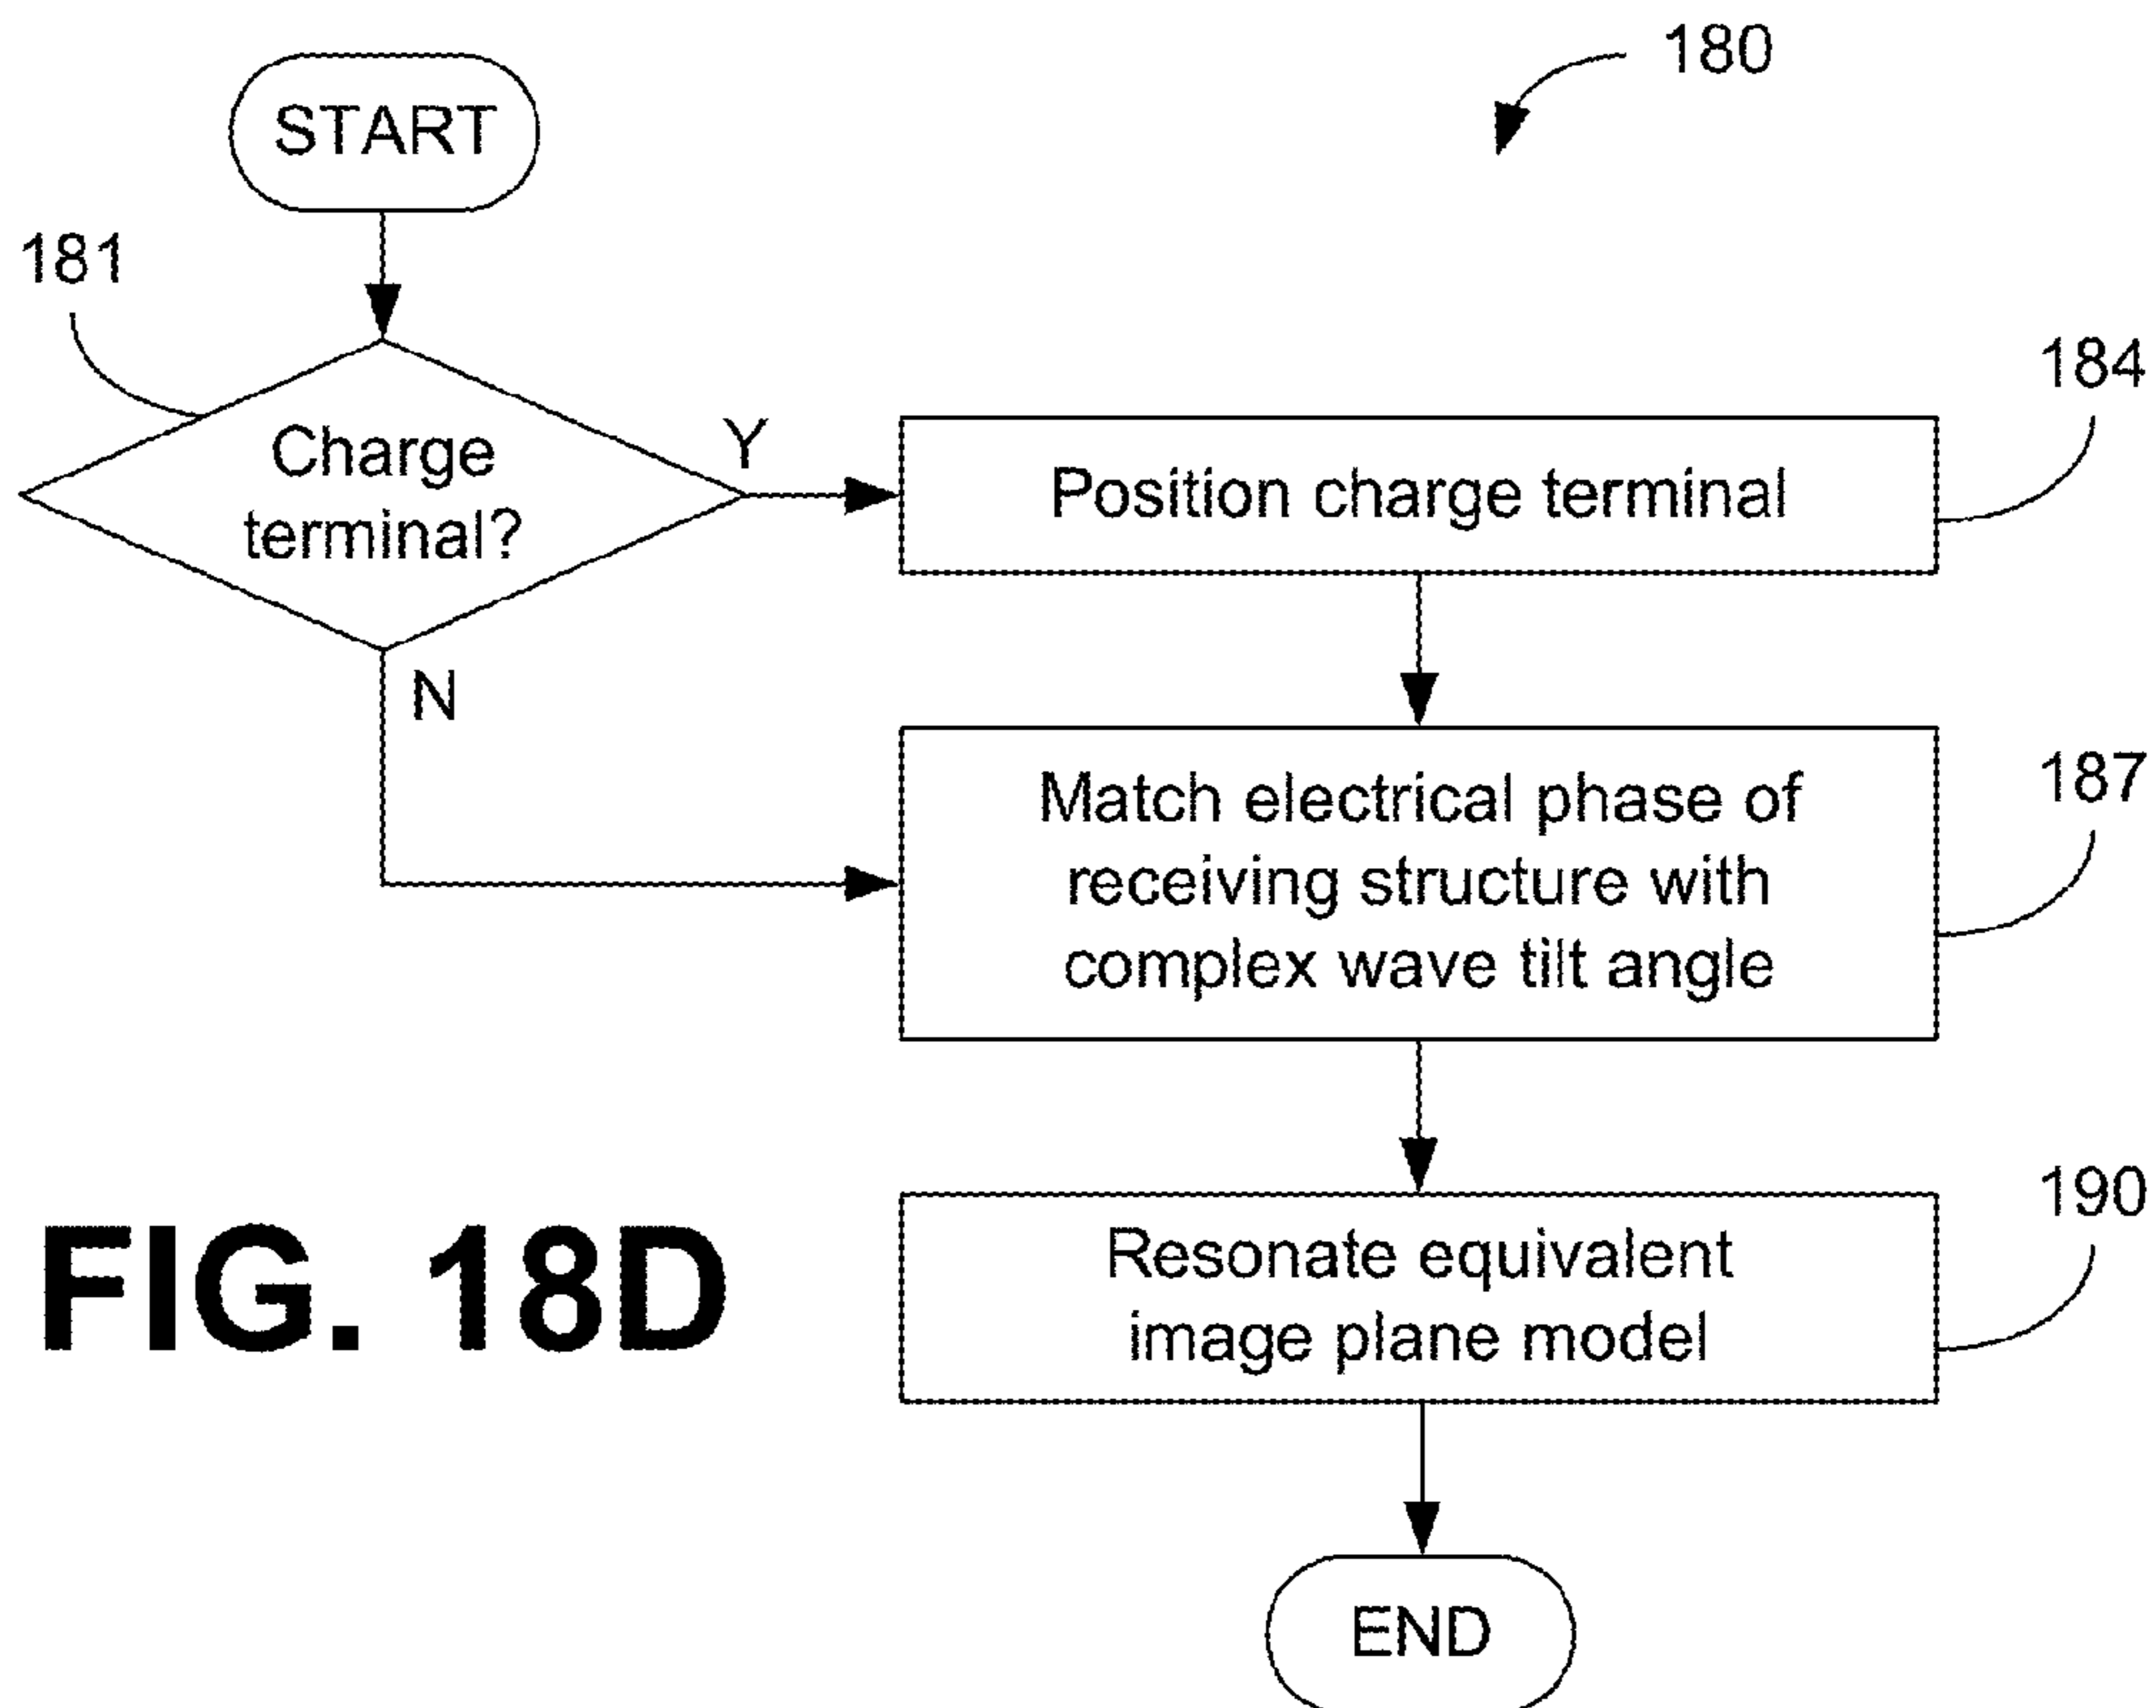 START
180
181
Charge
terminal?
Y
N
184
Position charge terminal
187
Match electrical phase of
receiving structure with
complex wave tilt angle
190
Resonate equivalent
image plane model
END
FIG. 18D